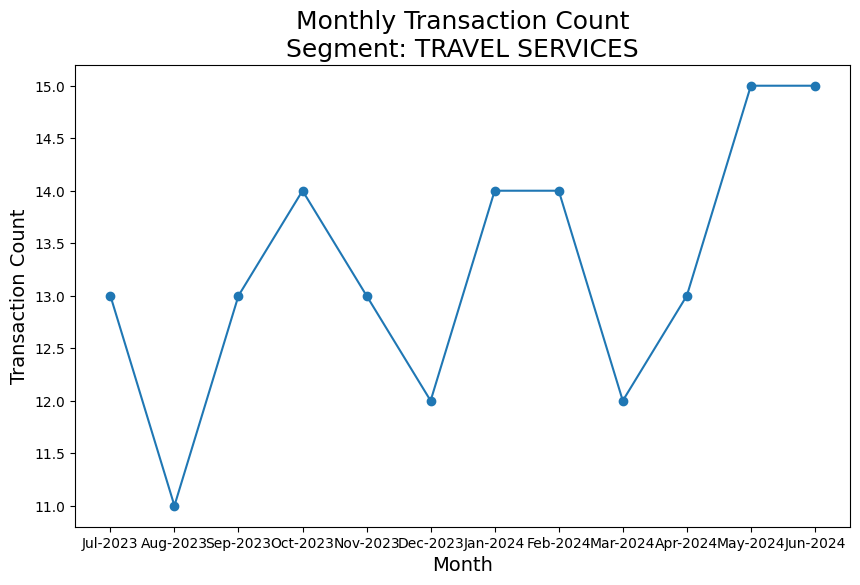 Monthly Transaction Count
Segment: TRAVEL SERVICES
Transaction Count
15.0
14.5
14.0
13.5
13.0
12.5
12.0
11.5
11.0
Jul-2023 Aug-2023 Sep-2023 Oct-2023 Nov-2023 Dec-2023 Jan-2024 Feb-2024 Mar-2024 Apr-2024 May-2024 Jun-2024
Month